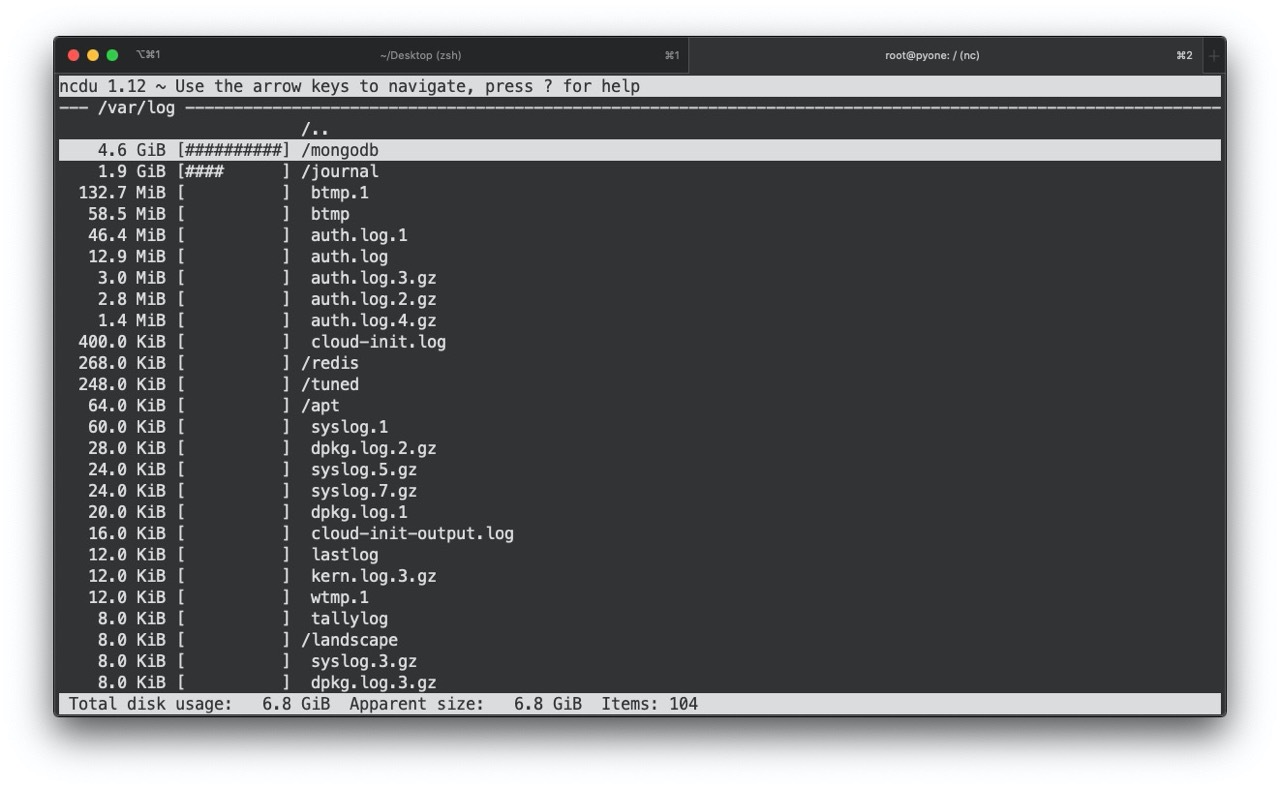 ⌥⌘1 ~/Desktop (zsh) ⌘1 root@pyone: / (nc) ⌘2 +
ncdu 1.12 ~ Use the arrow keys to navigate, press ? for help
--- /var/log ------------------------------------------------------------------------------------------------------------
/..
4.6 GiB [##########] /mongodb
1.9 GiB [####      ] /journal
132.7 MiB [          ]  btmp.1
58.5 MiB [          ]  btmp
46.4 MiB [          ]  auth.log.1
12.9 MiB [          ]  auth.log
3.0 MiB [          ]  auth.log.3.gz
2.8 MiB [          ]  auth.log.2.gz
1.4 MiB [          ]  auth.log.4.gz
400.0 KiB [          ]  cloud-init.log
268.0 KiB [          ] /redis
248.0 KiB [          ] /tuned
64.0 KiB [          ] /apt
60.0 KiB [          ]  syslog.1
28.0 KiB [          ]  dpkg.log.2.gz
24.0 KiB [          ]  syslog.5.gz
24.0 KiB [          ]  syslog.7.gz
20.0 KiB [          ]  dpkg.log.1
16.0 KiB [          ]  cloud-init-output.log
12.0 KiB [          ]  lastlog
12.0 KiB [          ]  kern.log.3.gz
12.0 KiB [          ]  wtmp.1
8.0 KiB [          ]  tallylog
8.0 KiB [          ] /landscape
8.0 KiB [          ]  syslog.3.gz
8.0 KiB [          ]  dpkg.log.3.gz
Total disk usage:   6.8 GiB  Apparent size:   6.8 GiB  Items: 104